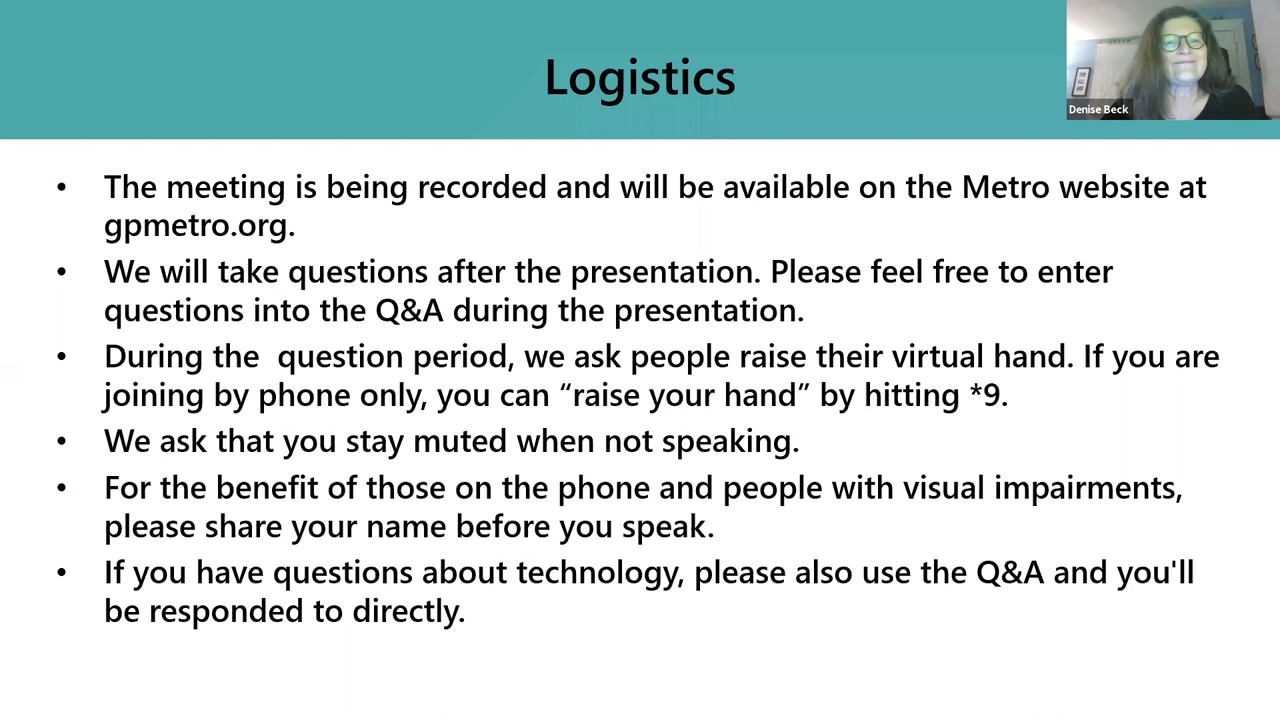 Logistics
Denise Beck
• The meeting is being recorded and will be available on the Metro website at
gpmetro.org.
• We will take questions after the presentation. Please feel free to enter
questions into the Q&A during the presentation.
• During the  question period, we ask people raise their virtual hand. If you are
joining by phone only, you can “raise your hand” by hitting *9.
• We ask that you stay muted when not speaking.
• For the benefit of those on the phone and people with visual impairments,
please share your name before you speak.
• If you have questions about technology, please also use the Q&A and you'll
be responded to directly.